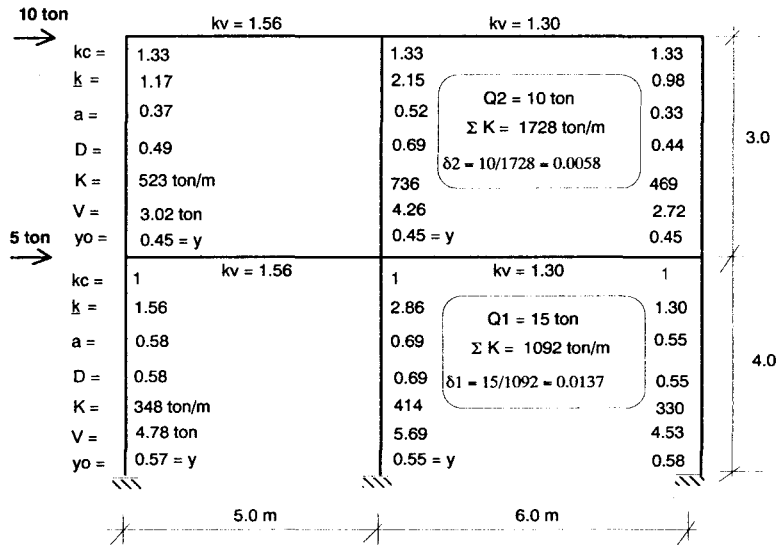 10 ton kv = 1.56 kv = 1.30
kc = 1.33 1.33 1.33
k = 1.17 2.15 0.98
a = 0.37 0.52 0.33
Q2 = 10 ton
Σ K = 1728 ton/m
D = 0.49 0.69 0.44
δ2 = 10/1728 = 0.0058
3.0
K = 523 ton/m 736 469
V = 3.02 ton 4.26 2.72
5 ton yo = 0.45 = y 0.45 = y 0.45
kv = 1.56 kv = 1.30
kc = 1 1 1
k = 1.56 2.86 1.30
Q1 = 15 ton
a = 0.58 0.69 0.55
Σ K = 1092 ton/m
4.0
D = 0.58 0.69 0.55
δ1 = 15/1092 = 0.0137
K = 348 ton/m 414 330
V = 4.78 ton 5.69 4.53
yo = 0.57 = y 0.55 = y 0.58
5.0 m 6.0 m